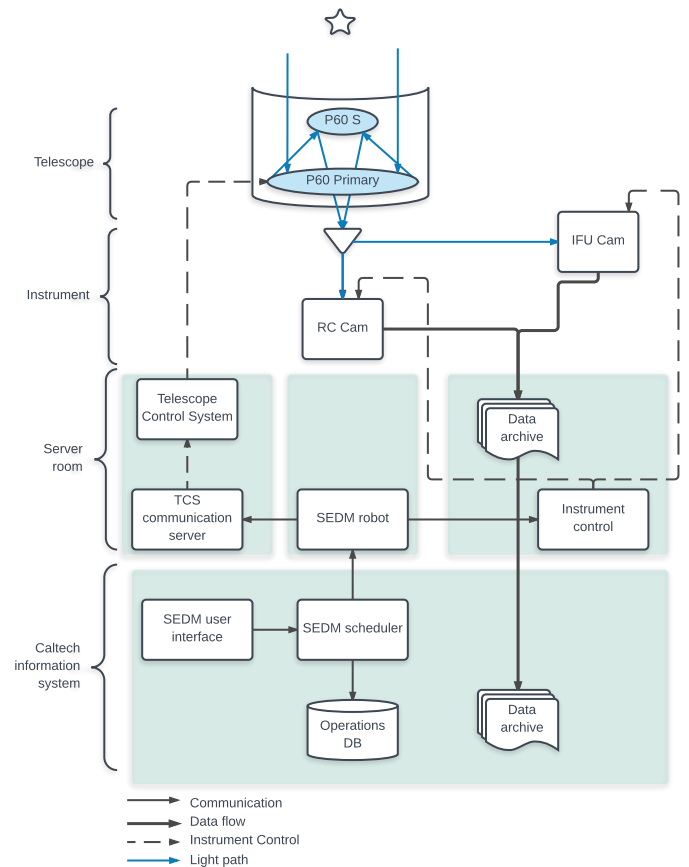 P60 S
Telescope
P60 Primary
IFU Cam
Instrument
RC Cam
Telescope
Control System
Data
archive
Server
room
TCS
communication
server
SEDM robot
Instrument
control
SEDM user
interface
SEDM scheduler
Caltech
information
system
Operations
DB
Data
archive
Communication
Data flow
Instrument Control
Light path